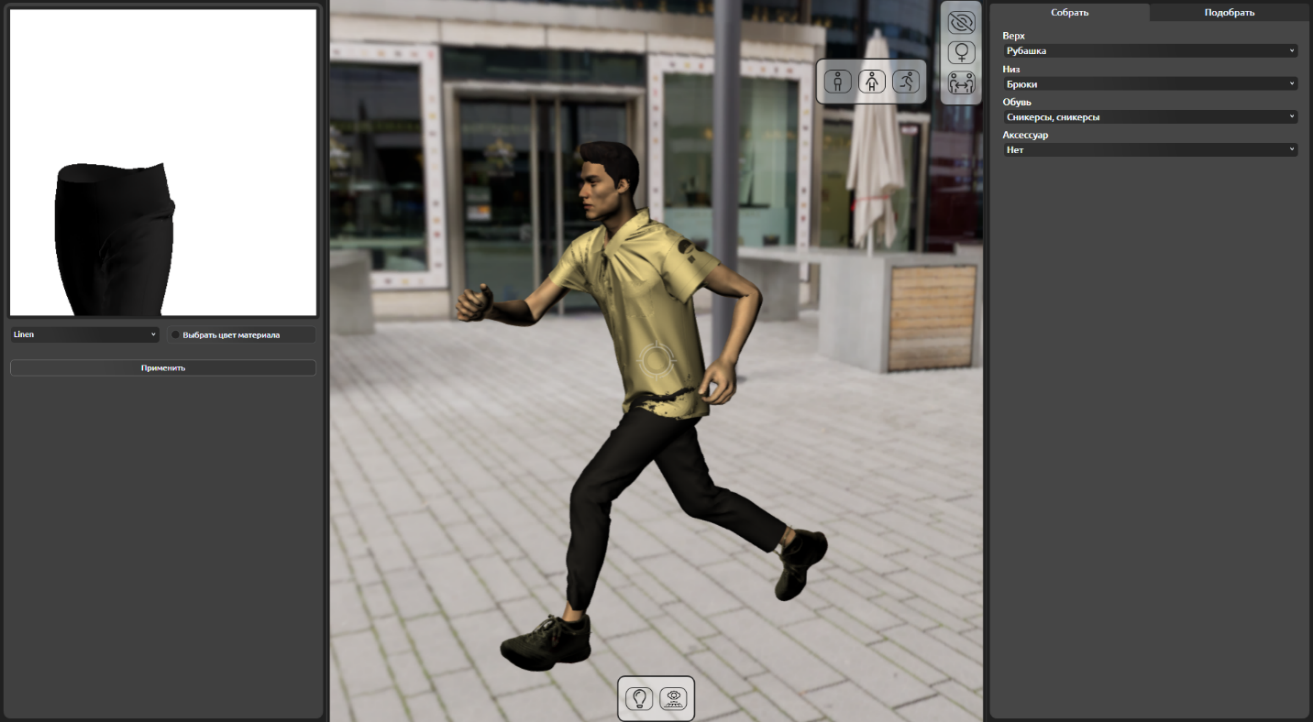 Linen
Выбрать цвет материала
Применить
Собрать
Подобрать
Верх
Рубашка
Низ
Брюки
Обувь
Сникерсы, сникерсы
Аксессуар
Нет